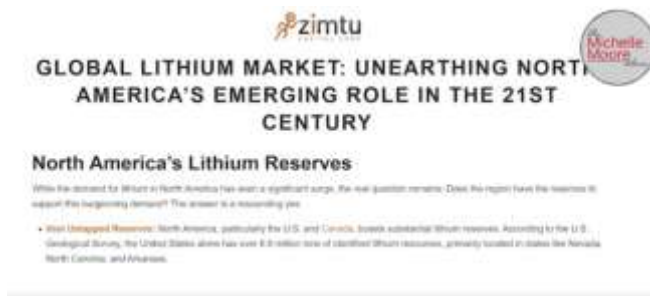 zimtu
Michelle
Moore
GLOBAL LITHIUM MARKET: UNEARTHING NORT
AMERICA'S EMERGING ROLE IN THE 21ST
CENTURY
North America's Lithium Reserves
While the demand for lithium in North America has seen a significant surge, the real question remains: Does the region have the reserves to
support this burgeoning demand? The answer is a resounding yes.
• Vast Untapped Reserves: North America, particularly the U.S. and Canada, boasts substantial lithium reserves. According to the U.S.
Geological Survey, the United States alone has over million tons of identified lithium resources, primarily located in states like Nevada,
North Carolina, and Arkansas.